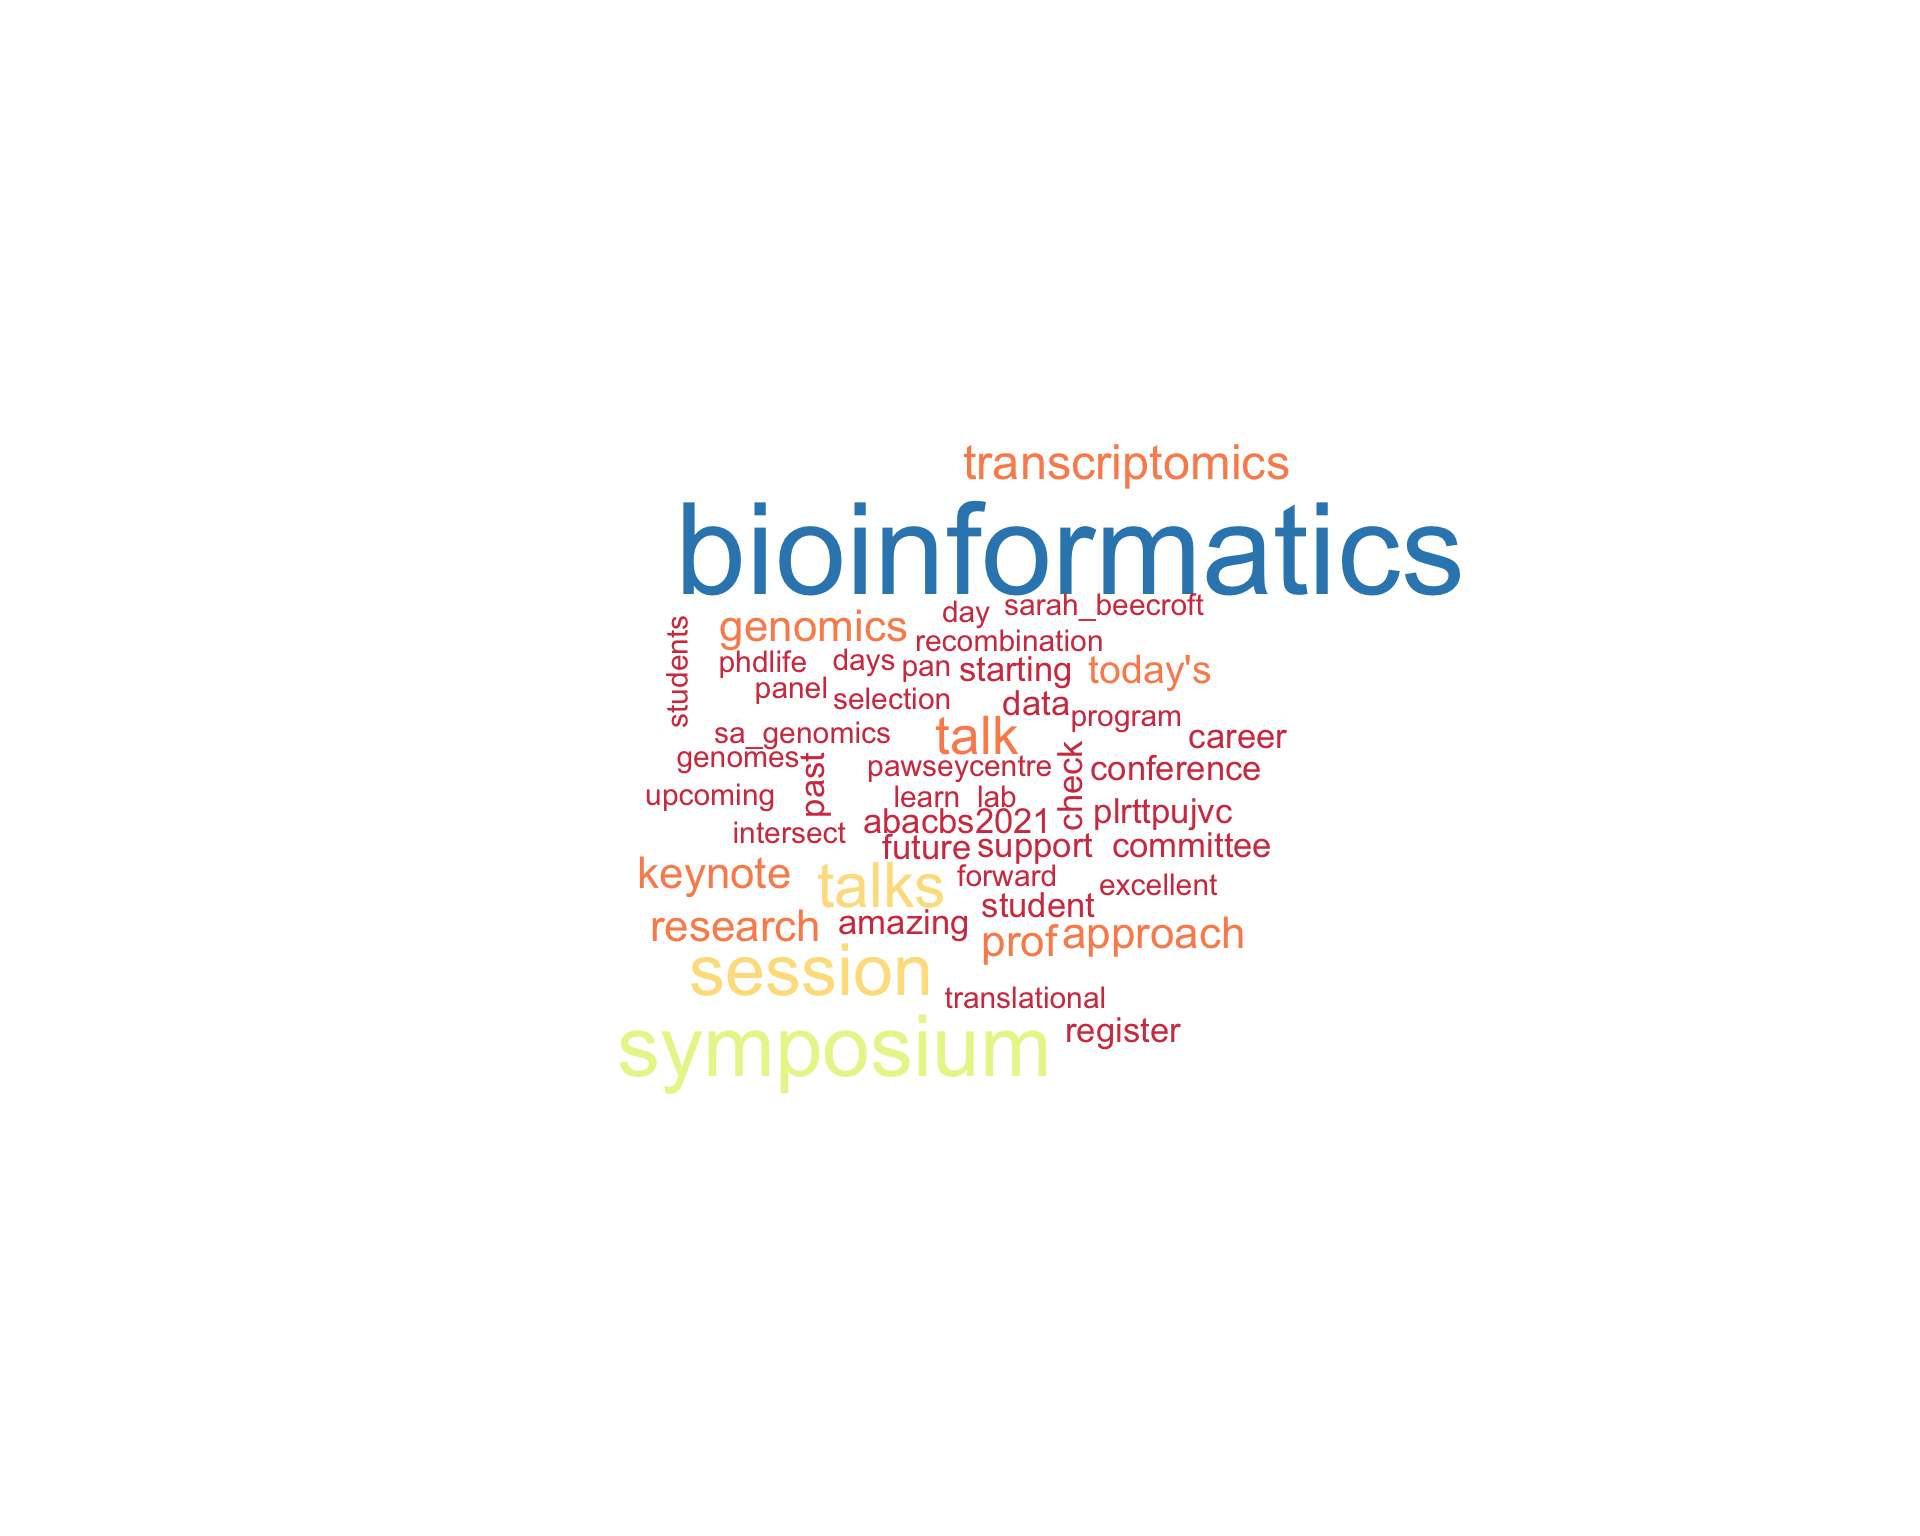 transcriptomics
bioinformatics
day sarah_beecroft
genomics recombination
students phdlife days pan starting today's
panel selection data program
sa_genomics talk career
genomes past pawseycentre check conference
upcoming learn lab
intersect abacbs2021 plrttpujvc
future support committee
keynote talks forward excellent
research amazing student
prof approach
session translational
symposium register